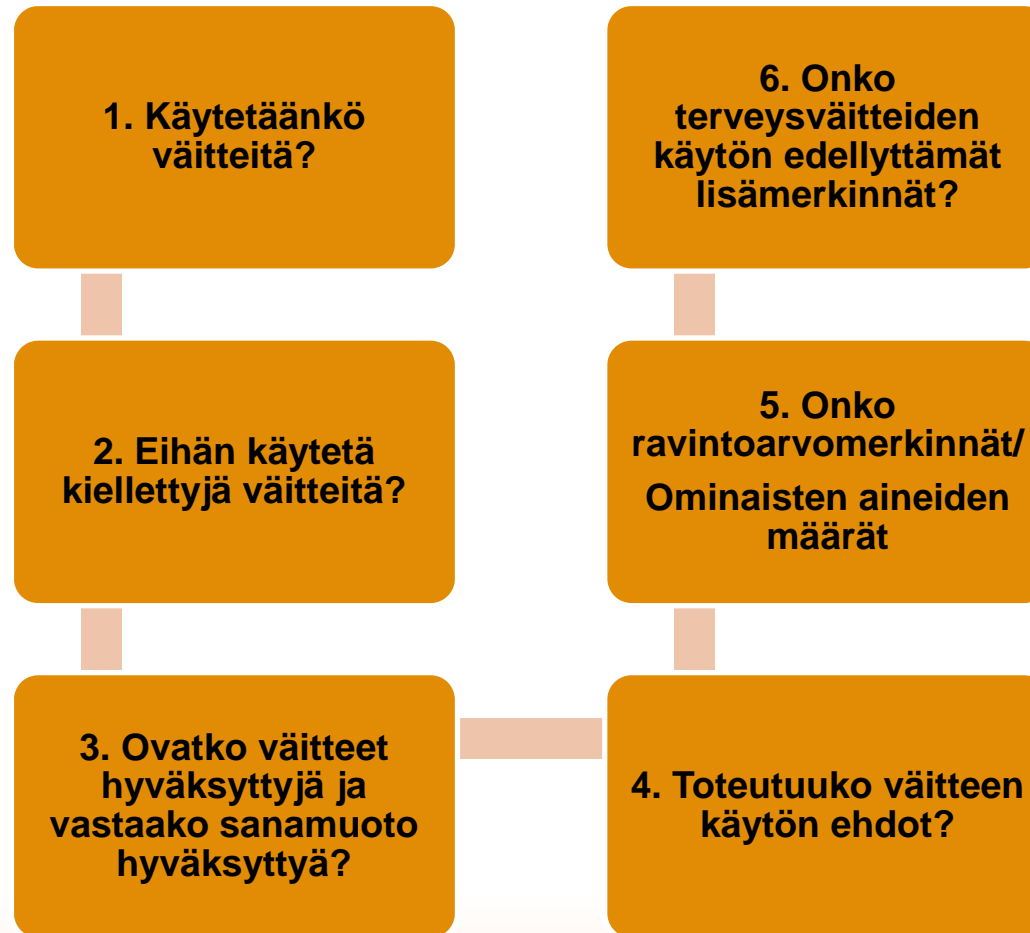 1. Käytetäänkö
väitteitä?
2. Eihän käytetä
kiellettyjä väitteitä?
3. Ovatko väitteet
hyväksyttyjä ja
vastaako sanamuoto
hyväksyttyä?
4. Toteutuuko väitteen
käytön ehdot?
5. Onko
ravintoarvomerkinnät/
Ominaisten aineiden
määrät
6. Onko
terveysväitteiden
käytön edellyttämät
lisämerkinnät?